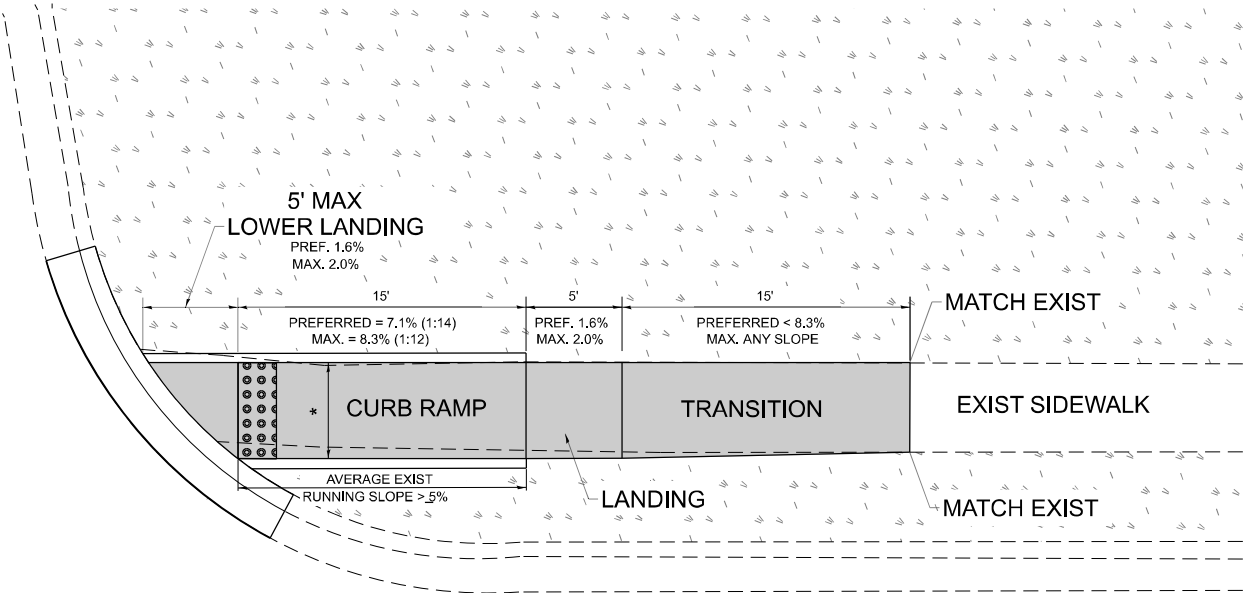 5' MAX
LOWER LANDING
PREF. 1.6%
MAX. 2.0%
15'
PREFERRED = 7.1% (1:14)
MAX. = 8.3% (1:12)
5'
PREF. 1.6%
MAX. 2.0%
15'
PREFERRED < 8.3%
MAX. ANY SLOPE
MATCH EXIST
*
CURB RAMP
TRANSITION
EXIST SIDEWALK
AVERAGE EXIST
RUNNING SLOPE > 5%
LANDING
MATCH EXIST